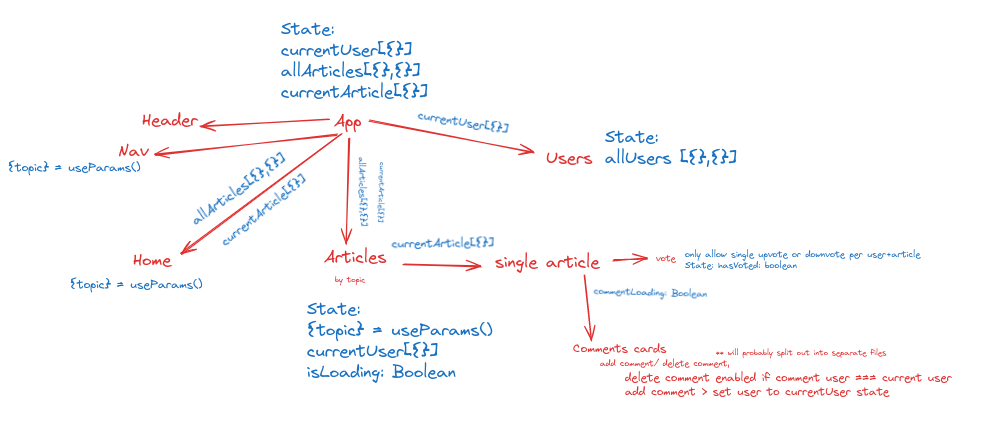 State:
currentUser[{}]
allArticles[{},{}]
currentArticle[{}]
Header
App
currentUser[{}]
Nav
{topic} = useParams()
Users
State:
allUsers [{},{}]
allArticles[{},{}]
currentArticle[{}]
allArticles[{},{}]
currentArticle[{}]
Home
{topic} = useParams()
Articles
by topic
currentArticle[{}]
single article
vote
only allow single upvote or downvote per user+article
State: hasVoted: boolean
commentLoading: Boolean
State:
{topic} = useParams()
currentUser[{}]
isLoading: Boolean
Comments cards
** will probably split out into separate files
add comment/ delete comment,
delete comment enabled if comment user === current user
add comment > set user to currentUser state